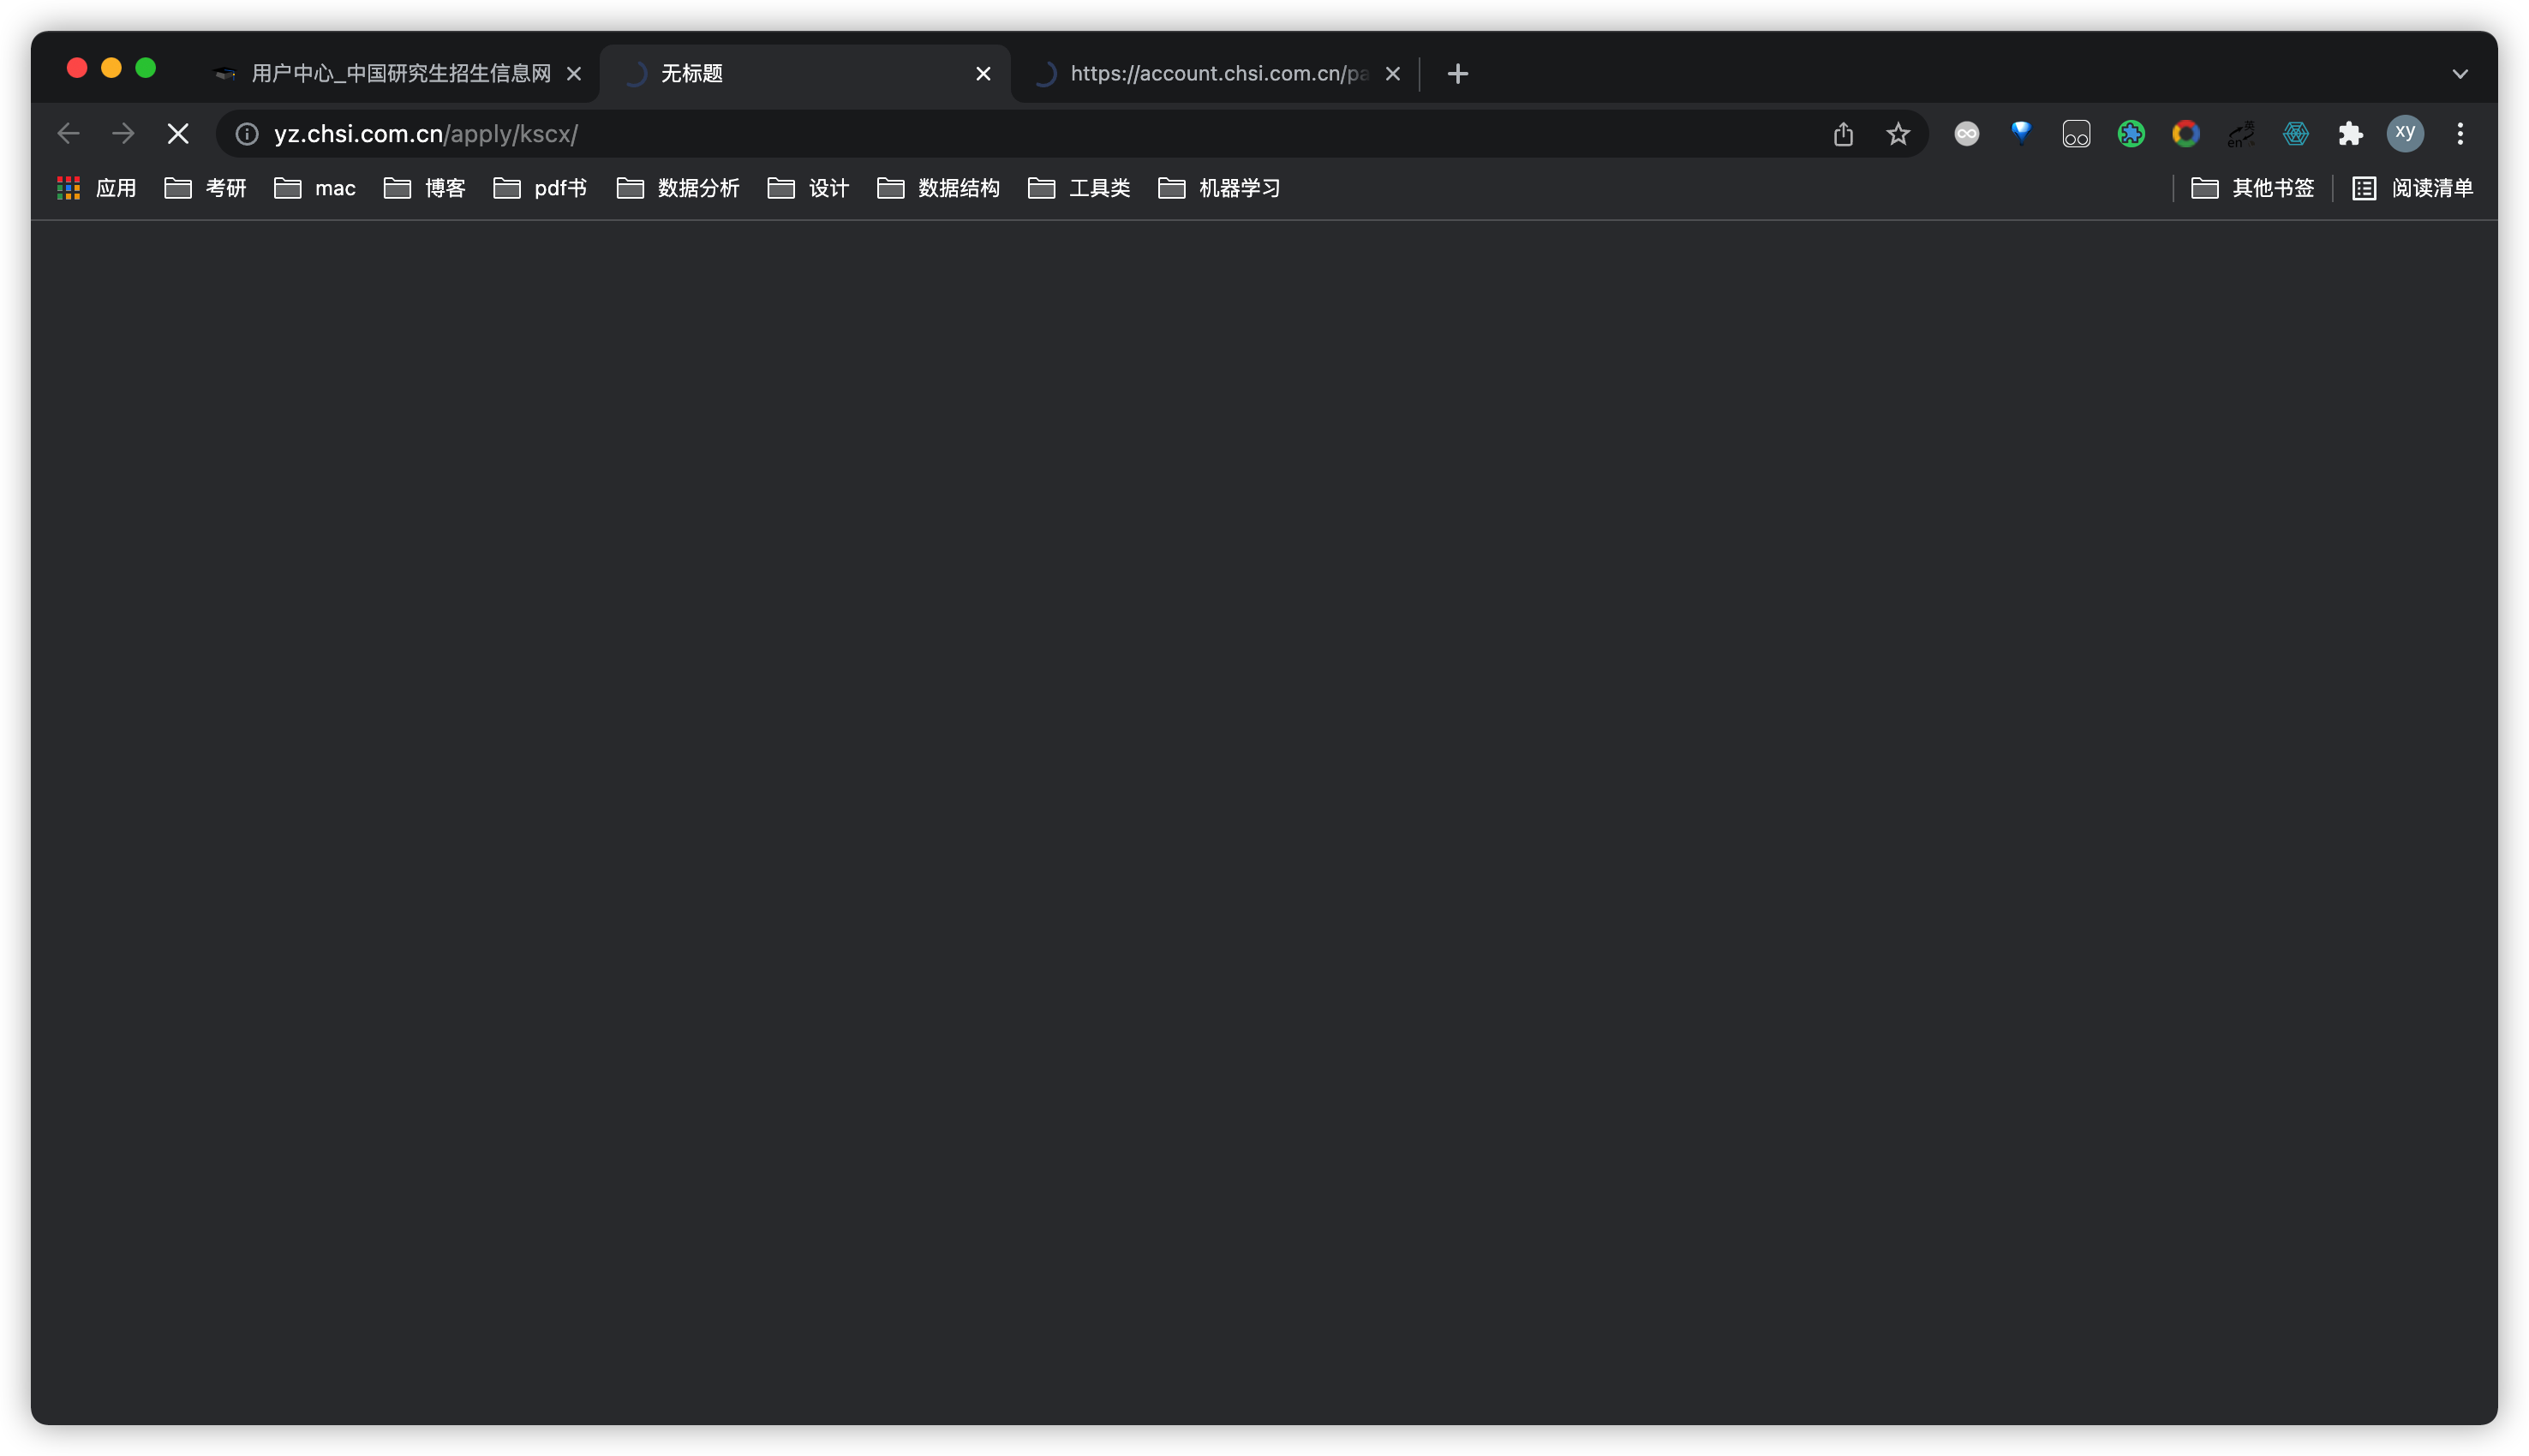 用户中心_中国研究生招生信息网 无标题 https://account.chsi.com.cn/pa
yz.chsi.com.cn/apply/kscx/ 英 en xy
应用 考研 mac 博客 pdf书 数据分析 设计 数据结构 工具类 机器学习 其他书签 阅读清单